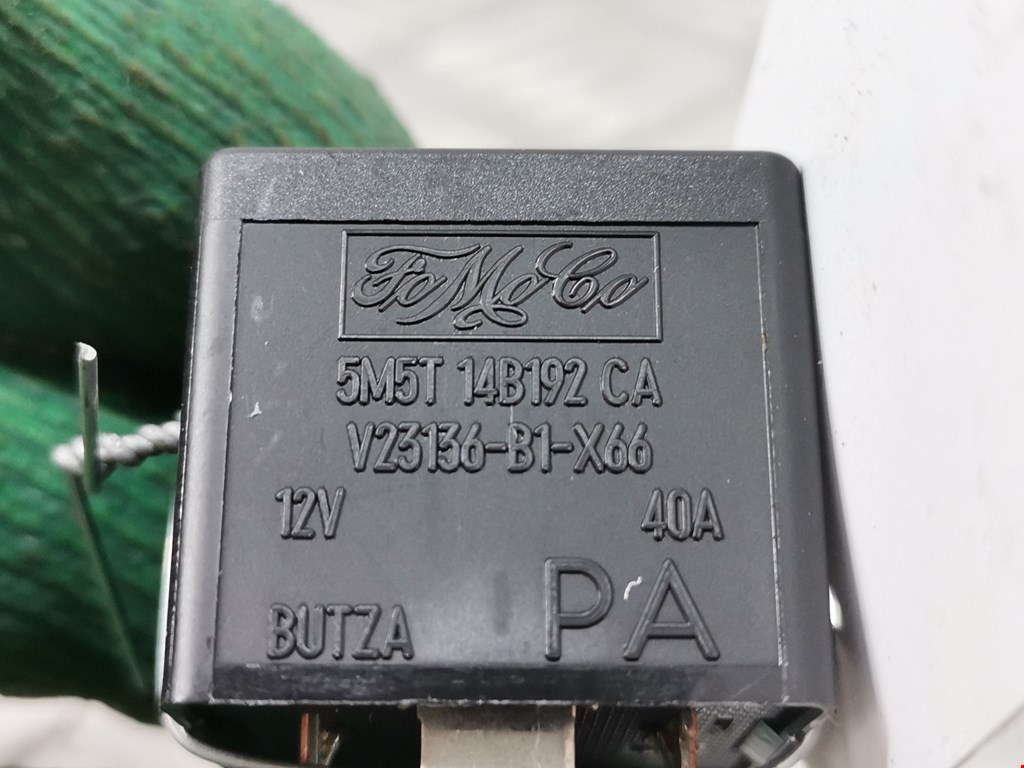 FoMoCo
5M5T 14B192 CA
V23136-B1-X66
12V 40A
BUTZA PA